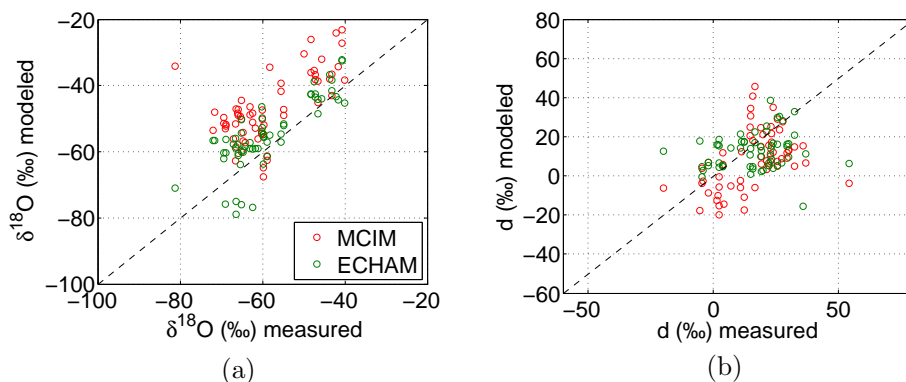 −20
−40
−60
−80
−100
−100 −80 −60 −40 −20
δ¹⁸O (‰) modeled
δ¹⁸O (‰) measured
MCIM
ECHAM
(a)
80
60
40
20
0
−20
−40
−60
−50 0 50
d (‰) modeled
d (‰) measured
(b)